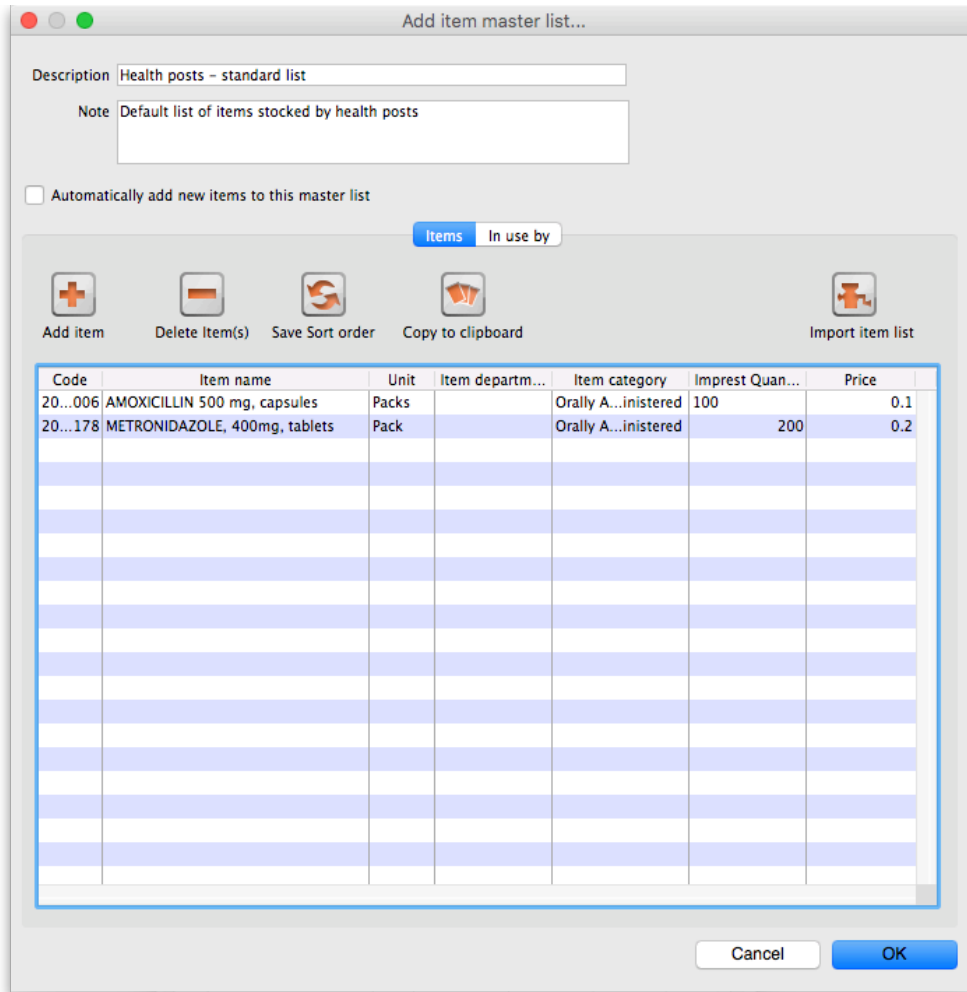 Add item master list...
Description Health posts – standard list
Note Default list of items stocked by health posts
Automatically add new items to this master list
Items In use by
Add item Delete Item(s) Save Sort order Copy to clipboard Import item list
Code Item name Unit Item departm... Item category Imprest Quan... Price
20...006 AMOXICILLIN 500 mg, capsules Packs Orally A...inistered 100 0.1
20...178 METRONIDAZOLE, 400mg, tablets Pack Orally A...inistered 200 0.2
Cancel OK